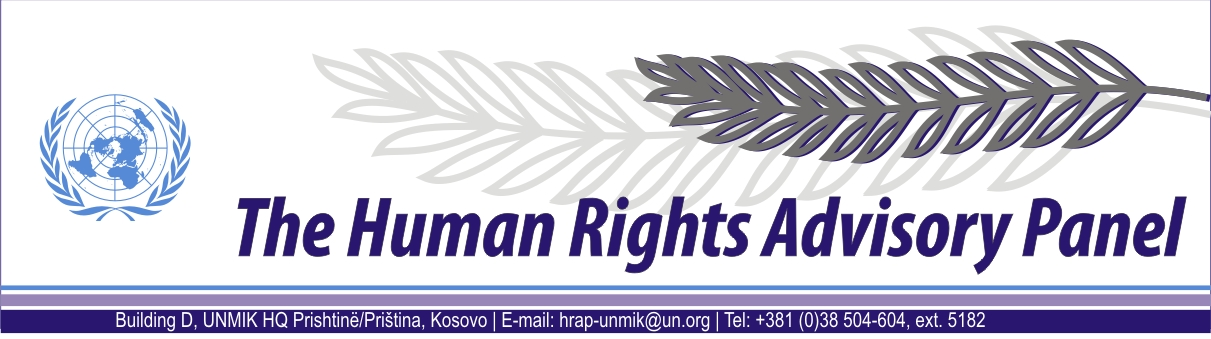 The Human Rights Advisory Panel
Building D, UNMIK HQ Prishtinë/Priština, Kosovo | E-mail: hrap-unmik@un.org | Tel: +381 (0)38 504-604, ext. 5182